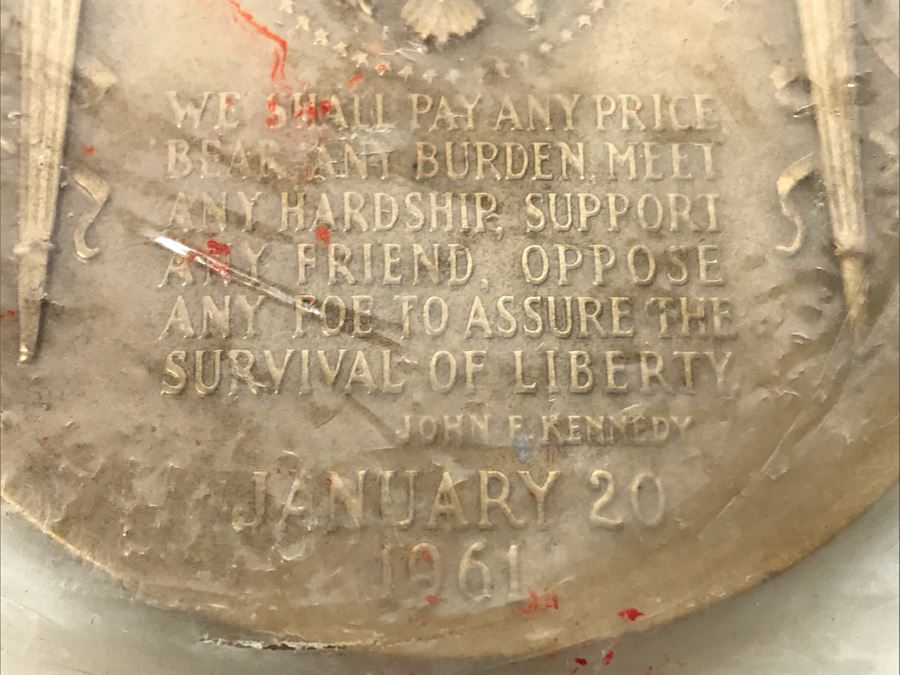 WE SHALL PAY ANY PRICE,
BEAR ANY BURDEN, MEET
ANY HARDSHIP, SUPPORT
ANY FRIEND, OPPOSE
ANY FOE TO ASSURE THE
SURVIVAL OF LIBERTY
JOHN F. KENNEDY
JANUARY 20
1961